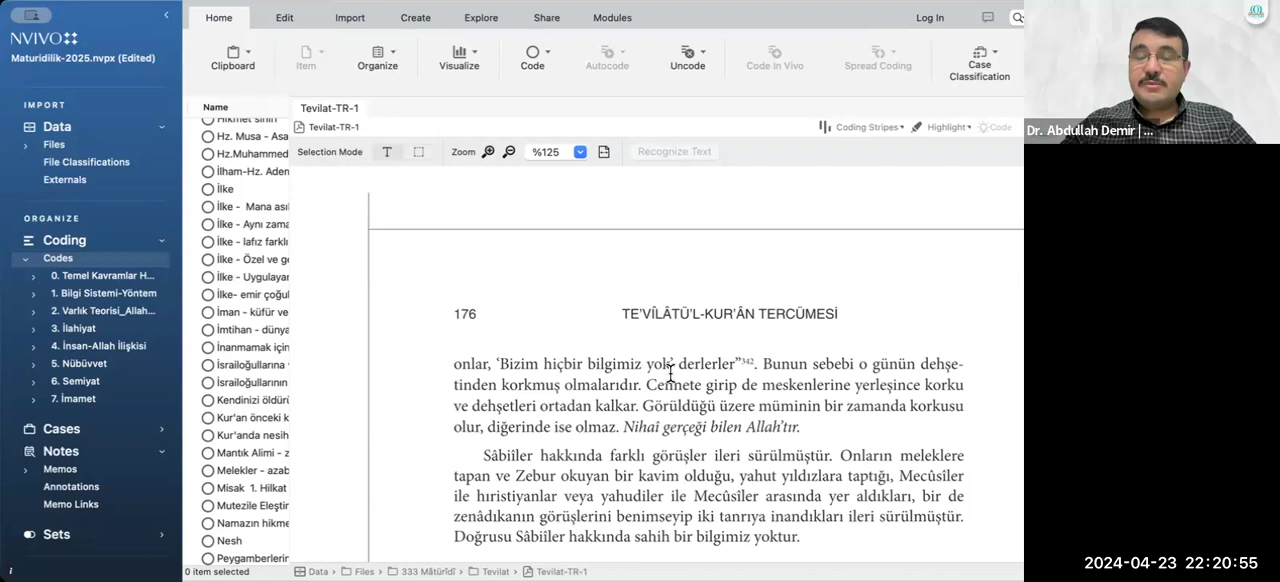 NVIVO
Maturidilik-2025.nvpx (Edited)
IMPORT
Data
Files
File Classifications
Externals
ORGANIZE
Coding
Codes
0. Temel Kavramlar H...
1. Bilgi Sistemi-Yöntem
2. Varlık Teorisi_Allah...
3. İlahiyat
4. İnsan-Allah İlişkisi
5. Nübüvvet
6. Semiyat
7. İmamet
Cases
Notes
Memos
Annotations
Memo Links
Sets
Home Edit Import Create Explore Share Modules Log In
Clipboard Item Organize Visualize Code Autocode Uncode Code In Vivo Spread Coding Case Classification
Name
Hikmet sınırı
Hz. Musa - Asa
Hz.Muhammed
İlham-Hz. Aden
İlke
İlke - Mana ası
İlke - Aynı zama
İlke - lafız farklı
İlke - Özel ve ge
İlke - Uygulayar
İlke- emir çoğul
İman - küfür ve
İmtihan - dünya
İnanmamak için
İsrailoğullarına
İsrailoğullarının
Kendinizi öldürü
Kur'an önceki k
Kur'anda nesih
Mantık Alimi - z
Melekler - azab
Misak 1. Hilkat
Mutezile Eleştir
Namazın hikme
Nesh
Peygamberlerin
0 item selected
Tevilat-TR-1
Tevilat-TR-1 Coding Stripes Highlight Code
Selection Mode T Zoom %125 Recognize Text
176 TE’VÎLÂTÜ’L-KUR’ÂN TERCÜMESİ
onlar, ‘Bizim hiçbir bilgimiz yok’ derlerler”³⁴². Bunun sebebi o günün dehşe-
tinden korkmuş olmalarıdır. Cennete girip de meskenlerine yerleşince korku
ve dehşetleri ortadan kalkar. Görüldüğü üzere müminin bir zamanda korkusu
olur, diğerinde ise olmaz. Nihaî gerçeği bilen Allah’tır.
Sâbiîler hakkında farklı görüşler ileri sürülmüştür. Onların meleklere
tapan ve Zebur okuyan bir kavim olduğu, yahut yıldızlara taptığı, Mecûsîler
ile hıristiyanlar veya yahudiler ile Mecûsîler arasında yer aldıkları, bir de
zenâdıkanın görüşlerini benimseyip iki tanrıya inandıkları ileri sürülmüştür.
Doğrusu Sâbiîler hakkında sahih bir bilgimiz yoktur.
Data Files 333 Mâtürîdî Tevilat Tevilat-TR-1
Dr. Abdullah Demir | ...
2024-04-23 22:20:55